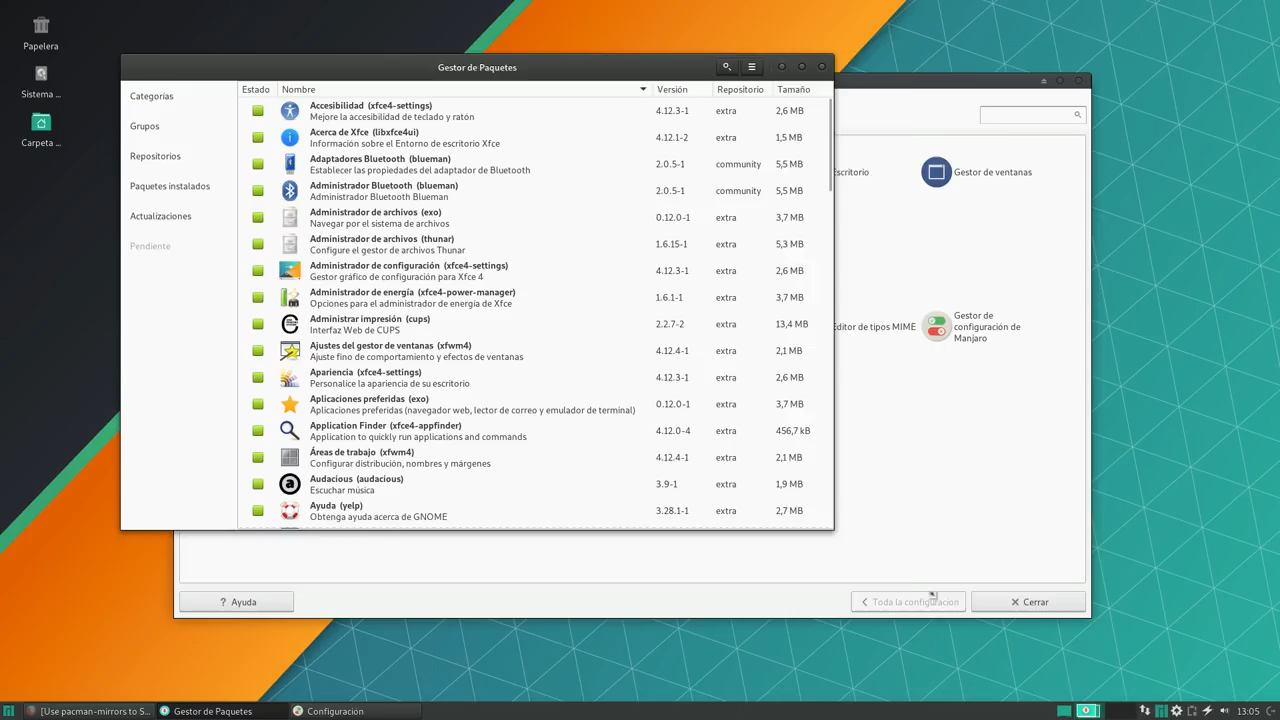 Papelera
Sistema ...
Carpeta ...
Gestor de Paquetes
Categorías
Grupos
Repositorios
Paquetes instalados
Actualizaciones
Pendiente
Estado Nombre Versión Repositorio Tamaño
Accesibilidad (xfce4-settings)
Mejore la accesibilidad de teclado y ratón
4.12.3-1 extra 2,6 MB
Acerca de Xfce (libxfce4ui)
Información sobre el Entorno de escritorio Xfce
4.12.1-2 extra 1,5 MB
Adaptadores Bluetooth (blueman)
Establecer las propiedades del adaptador de Bluetooth
2.0.5-1 community 5,5 MB
Administrador Bluetooth (blueman)
Administrador Bluetooth Blueman
2.0.5-1 community 5,5 MB
Administrador de archivos (exo)
Navegar por el sistema de archivos
0.12.0-1 extra 3,7 MB
Administrador de archivos (thunar)
Configure el gestor de archivos Thunar
1.6.15-1 extra 5,3 MB
Administrador de configuración (xfce4-settings)
Gestor gráfico de configuración para Xfce 4
4.12.3-1 extra 2,6 MB
Administrador de energía (xfce4-power-manager)
Opciones para el administrador de energía de Xfce
1.6.1-1 extra 3,7 MB
Administrar impresión (cups)
Interfaz Web de CUPS
2.2.7-2 extra 13,4 MB
Ajustes del gestor de ventanas (xfwm4)
Ajuste fino de comportamiento y efectos de ventanas
4.12.4-1 extra 2,1 MB
Apariencia (xfce4-settings)
Personalice la apariencia de su escritorio
4.12.3-1 extra 2,6 MB
Aplicaciones preferidas (exo)
Aplicaciones preferidas (navegador web, lector de correo y emulador de terminal)
0.12.0-1 extra 3,7 MB
Application Finder (xfce4-appfinder)
Application to quickly run applications and commands
4.12.0-4 extra 456,7 kB
Áreas de trabajo (xfwm4)
Configurar distribución, nombres y márgenes
4.12.4-1 extra 2,1 MB
Audacious (audacious)
Escuchar música
3.9-1 extra 1,9 MB
Ayuda (yelp)
Obtenga ayuda acerca de GNOME
3.28.1-1 extra 2,7 MB
scritorio
Gestor de ventanas
Editor de tipos MIME
Gestor de
configuración de
Manjaro
? Ayuda
Toda la configuración
Cerrar
[Use pacman-mirrors to S...
Gestor de Paquetes
Configuracion
13:05